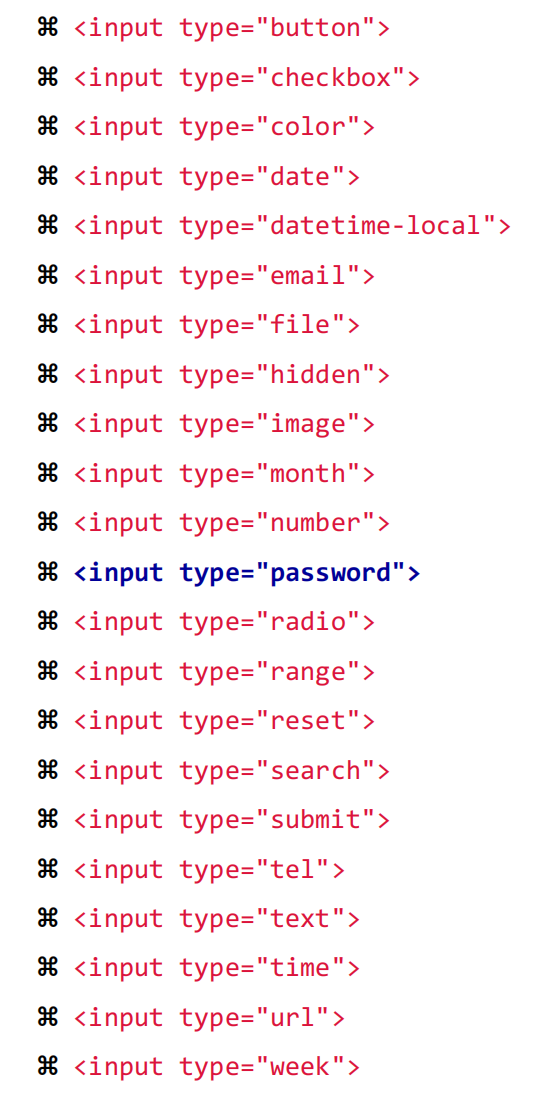 ⌘ <input type="button">
⌘ <input type="checkbox">
⌘ <input type="color">
⌘ <input type="date">
⌘ <input type="datetime-local">
⌘ <input type="email">
⌘ <input type="file">
⌘ <input type="hidden">
⌘ <input type="image">
⌘ <input type="month">
⌘ <input type="number">
⌘ <input type="password">
⌘ <input type="radio">
⌘ <input type="range">
⌘ <input type="reset">
⌘ <input type="search">
⌘ <input type="submit">
⌘ <input type="tel">
⌘ <input type="text">
⌘ <input type="time">
⌘ <input type="url">
⌘ <input type="week">